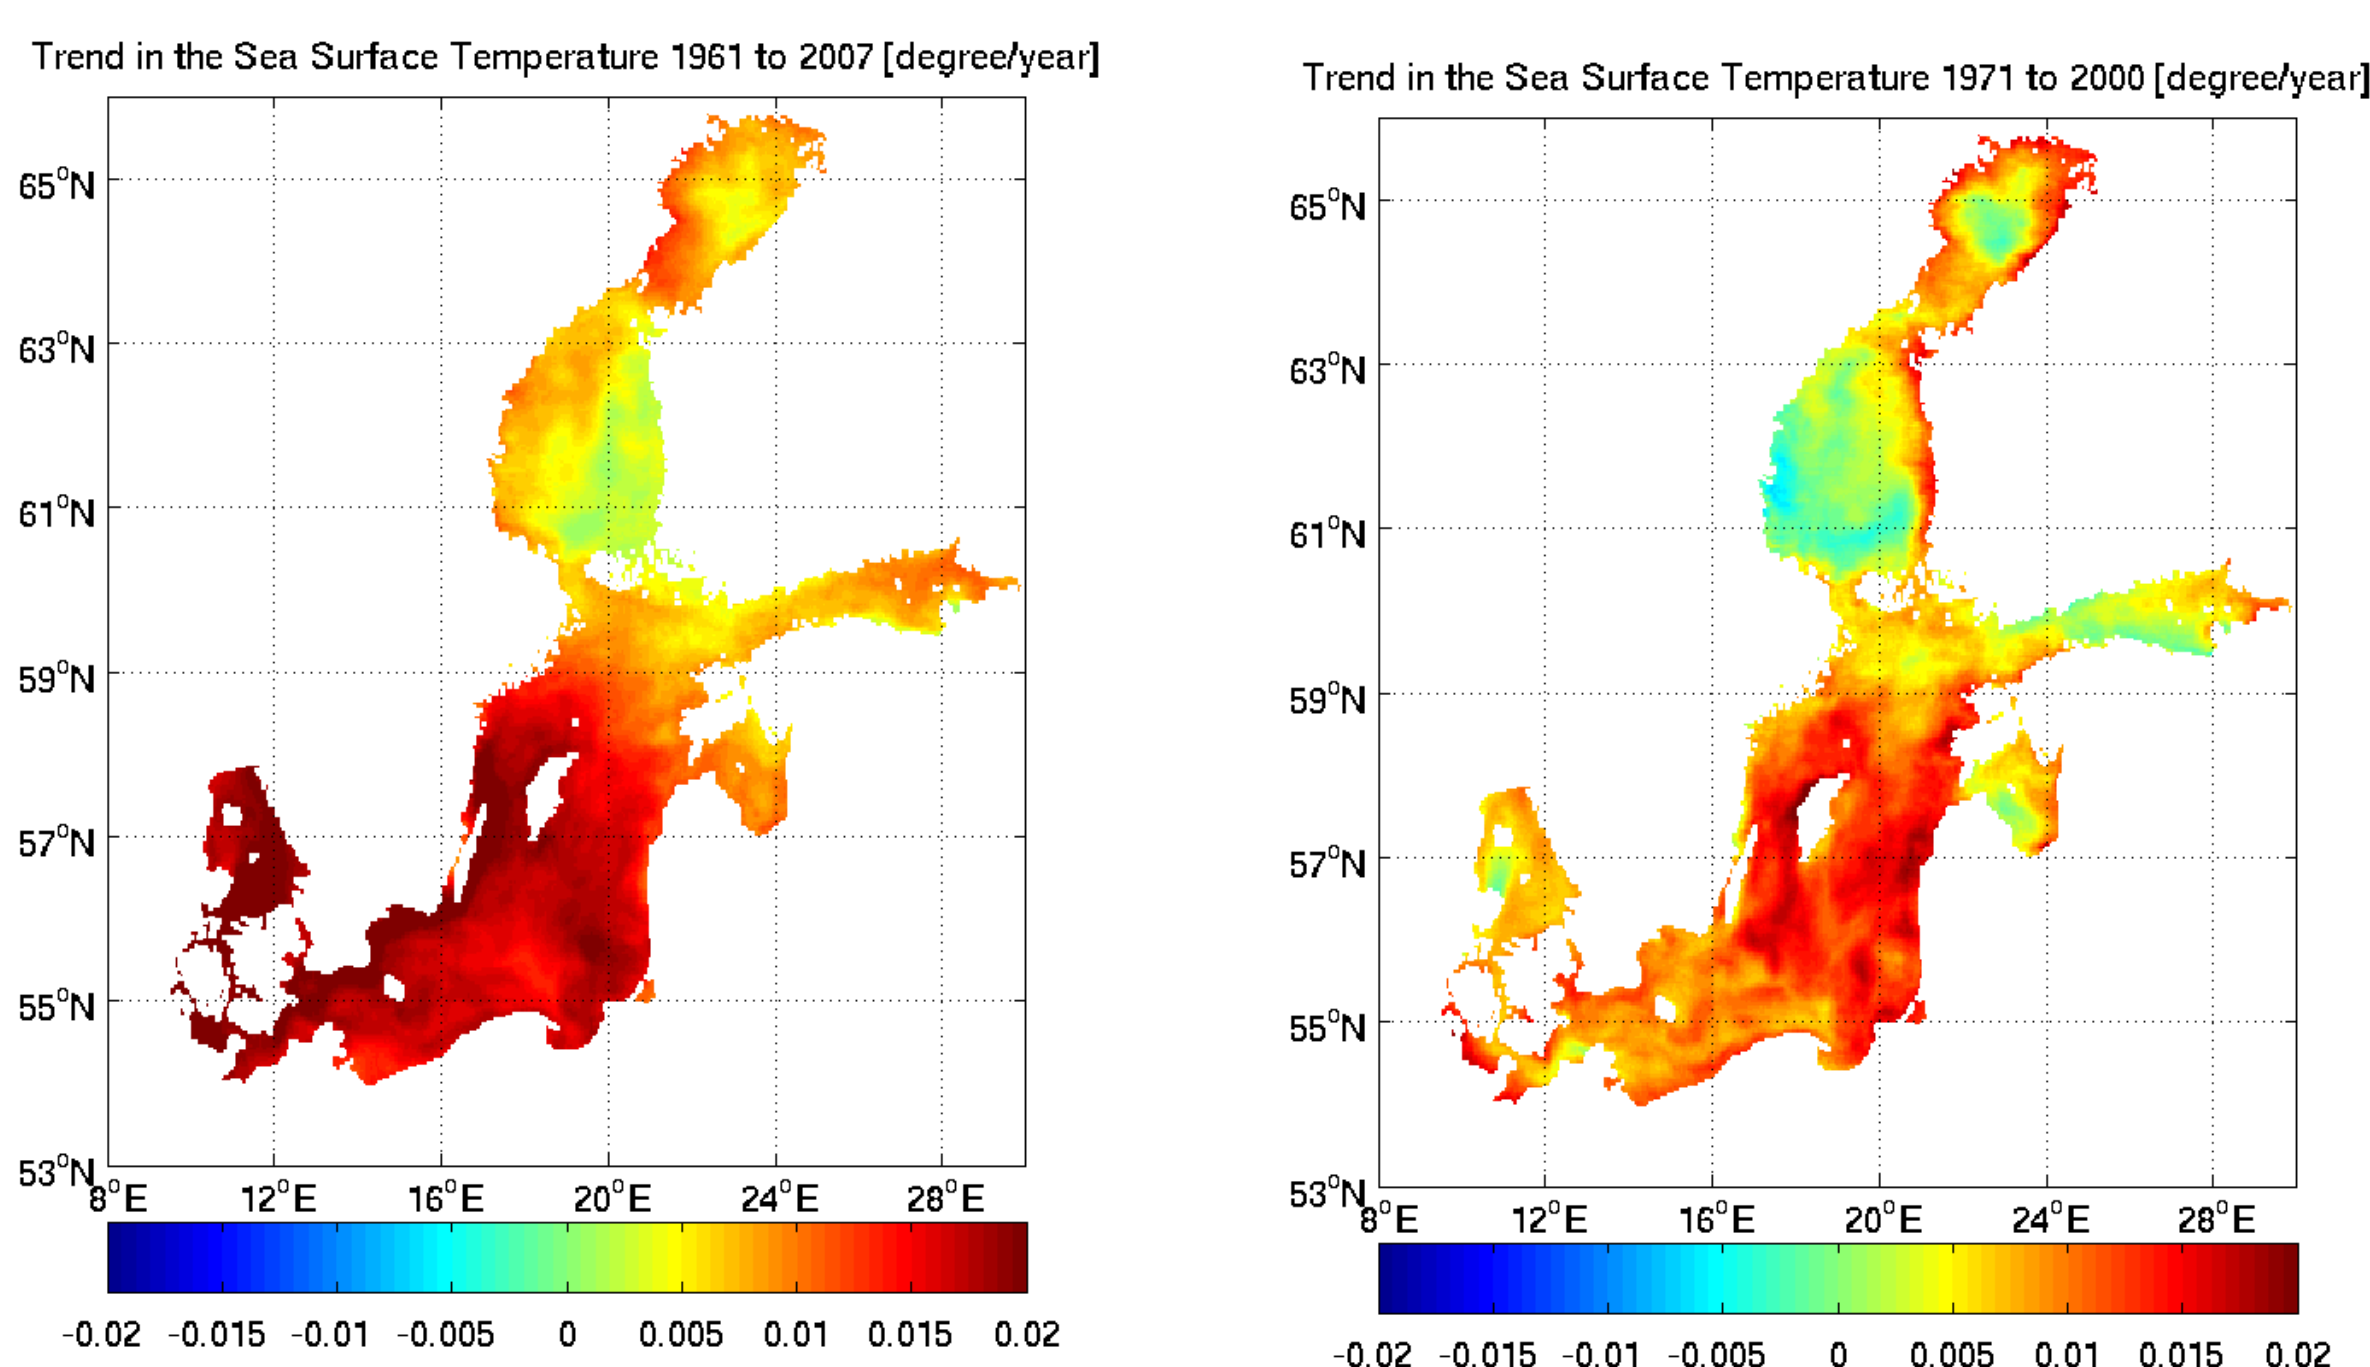 Trend in the Sea Surface Temperature 1961 to 2007 [degree/year]
65°N
63°N
61°N
59°N
57°N
55°N
53°N
8°E 12°E 16°E 20°E 24°E 28°E
-0.02 -0.015 -0.01 -0.005 0 0.005 0.01 0.015 0.02
Trend in the Sea Surface Temperature 1971 to 2000 [degree/year]
65°N
63°N
61°N
59°N
57°N
55°N
53°N
8°E 12°E 16°E 20°E 24°E 28°E
-0.02 -0.015 -0.01 -0.005 0 0.005 0.01 0.015 0.02